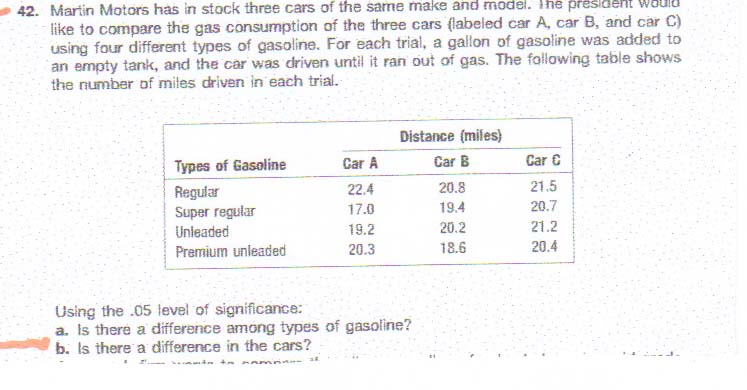 42. Martin Motors has in stock three cars of the same make and model. The president would
like to compare the gas consumption of the three cars (labeled car A, car B, and car C)
using four different types of gasoline. For each trial, a gallon of gasoline was added to
an empty tank, and the car was driven until it ran out of gas. The following table shows
the number of miles driven in each trial.
Distance (miles)
Types of Gasoline Car A Car B Car C
Regular 22.4 20.8 21.5
Super regular 17.0 19.4 20.7
Unleaded 19.2 20.2 21.2
Premium unleaded 20.3 18.6 20.4
Using the .05 level of significance:
a. Is there a difference among types of gasoline?
b. Is there a difference in the cars?